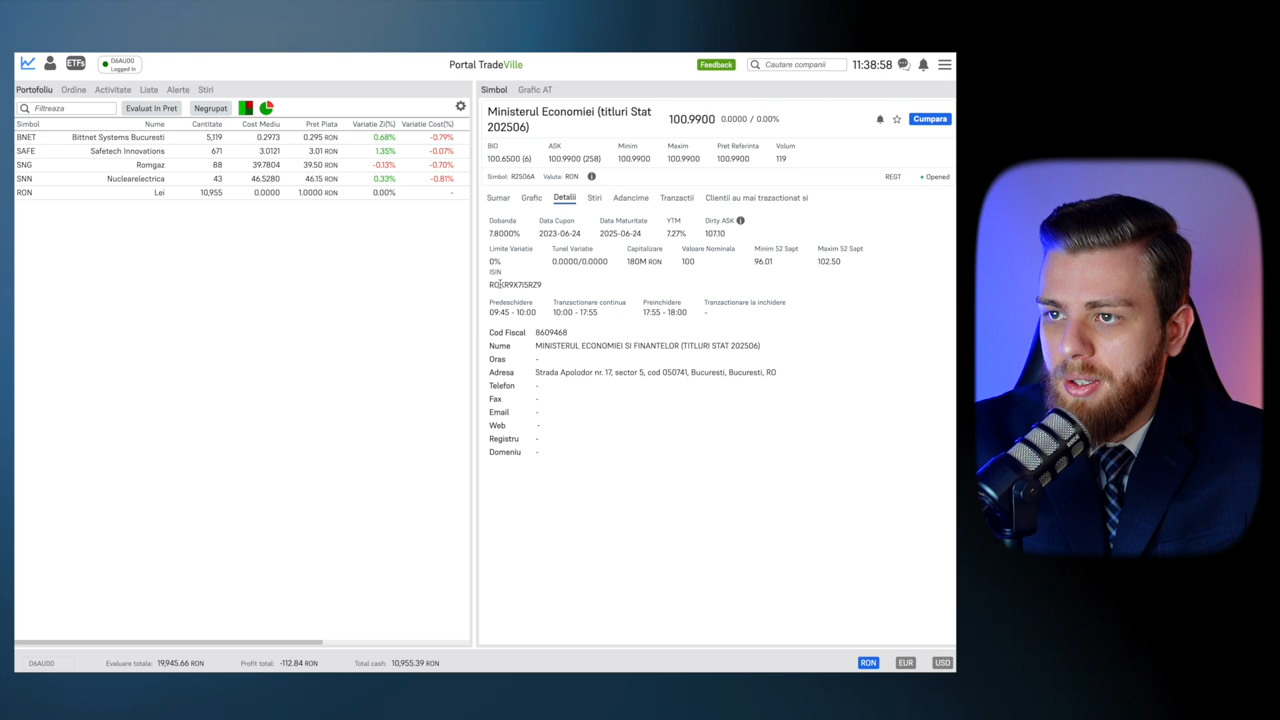 ETFs
D6AU00
Logged In
Portal TradeVille
Feedback
Cautare companii
11:38:58
Portofoliu Ordine Activitate Liste Alerte Stiri
Simbol Grafic AT
Filtreaza
Evaluat In Pret
Negrupat
Simbol Nume Cantitate Cost Mediu Pret Piata Variatie Zi(%) Variatie Cost(%)
BNET Bittnet Systems Bucuresti 5,119 0.2973 0.295 RON 0.68% -0.79%
SAFE Safetech Innovations 671 3.0121 3.01 RON 1.35% -0.07%
SNG Romgaz 88 39.7804 39.50 RON -0.13% -0.70%
SNN Nuclearelectrica 43 46.5280 46.15 RON 0.33% -0.81%
RON Lei 10,955 0.0000 1.0000 RON 0.00% -
Ministerul Economiei (titluri Stat
202506)
100.9900 0.0000 / 0.00%
Cumpara
BID ASK Minim Maxim Pret Referinta Volum
100.6500 (6) 100.9900 (258) 100.9900 100.9900 100.9900 119
Simbol: R2506A Valuta: RON
REGT Opened
Sumar Grafic Detalii Stiri Adancime Tranzactii Clientii au mai trazactionat si
Dobanda Data Cupon Data Maturitate YTM Dirty ASK
7.8000% 2023-06-24 2025-06-24 7.27% 107.10
Limite Variatie Tunel Variatie Capitalizare Valoare Nominala Minim 52 Sapt Maxim 52 Sapt
0% 0.0000/0.0000 180M RON 100 96.01 102.50
ISIN
Predeschidere Tranzactionare continua Preinchidere Tranzactionare la inchidere
09:45 - 10:00 10:00 - 17:55 17:55 - 18:00 -
Cod Fiscal 8609468
Nume MINISTERUL ECONOMIEI SI FINANTELOR (TITLURI STAT 202506)
Oras -
Adresa Strada Apolodor nr. 17, sector 5, cod 050741, Bucuresti, Bucuresti, RO
Telefon -
Fax -
Email -
Web -
Registru -
Domeniu -
D6AU00 Evaluare totala: 19,945.66 RON Profit total: -112.84 RON Total cash: 10,955.39 RON
RON EUR USD